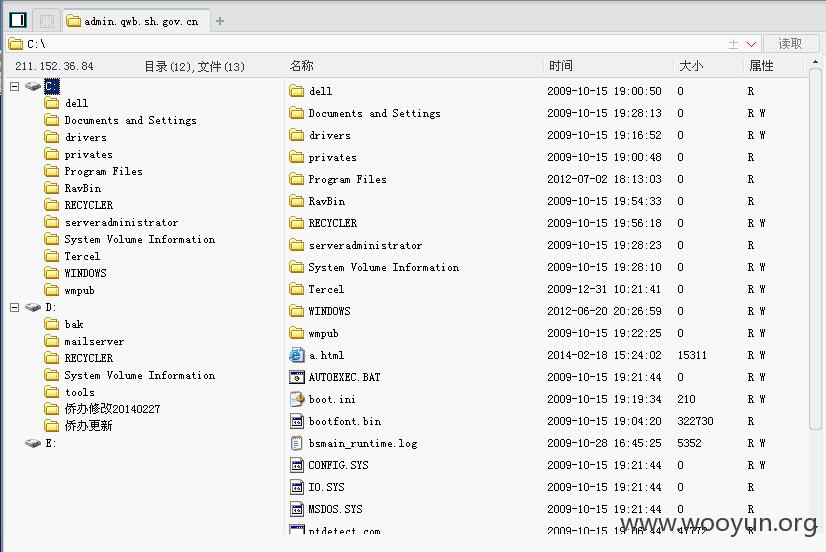 admin.qwb.sh.gov.cn
C:\
读取
211.152.36.84 目录(12),文件(13) 名称 时间 大小 属性
C:
dell
Documents and Settings
drivers
privates
Program Files
RavBin
RECYCLER
serveradministrator
System Volume Information
Tercel
WINDOWS
wmpub
D:
bak
mailserver
RECYCLER
System Volume Information
tools
侨办修改20140227
侨办更新
E:
dell 2009-10-15 19:00:50 0 R
Documents and Settings 2009-10-15 19:28:13 0 R W
drivers 2009-10-15 19:16:52 0 R W
privates 2009-10-15 19:00:48 0 R
Program Files 2012-07-02 18:13:03 0 R
RavBin 2009-10-15 19:54:33 0 R
RECYCLER 2009-10-15 19:56:18 0 R W
serveradministrator 2009-10-15 19:28:23 0 R
System Volume Information 2009-10-15 19:28:10 0 R W
Tercel 2009-12-31 10:21:41 0 R W
WINDOWS 2012-06-20 20:26:59 0 R W
wmpub 2009-10-15 19:22:25 0 R W
a.html 2014-02-18 15:24:02 15311 R W
AUTOEXEC.BAT 2009-10-15 19:21:44 0 R W
boot.ini 2009-10-15 19:19:34 210 R W
bootfont.bin 2009-10-15 19:04:20 322730 R
bsmain_runtime.log 2009-10-28 16:45:25 5352 R W
CONFIG.SYS 2009-10-15 19:21:44 0 R W
IO.SYS 2009-10-15 19:21:44 0 R
MSDOS.SYS 2009-10-15 19:21:44 0 R
ntdetect.com 2009-10-15 19:06:44 47772 R
www.wooyun.org